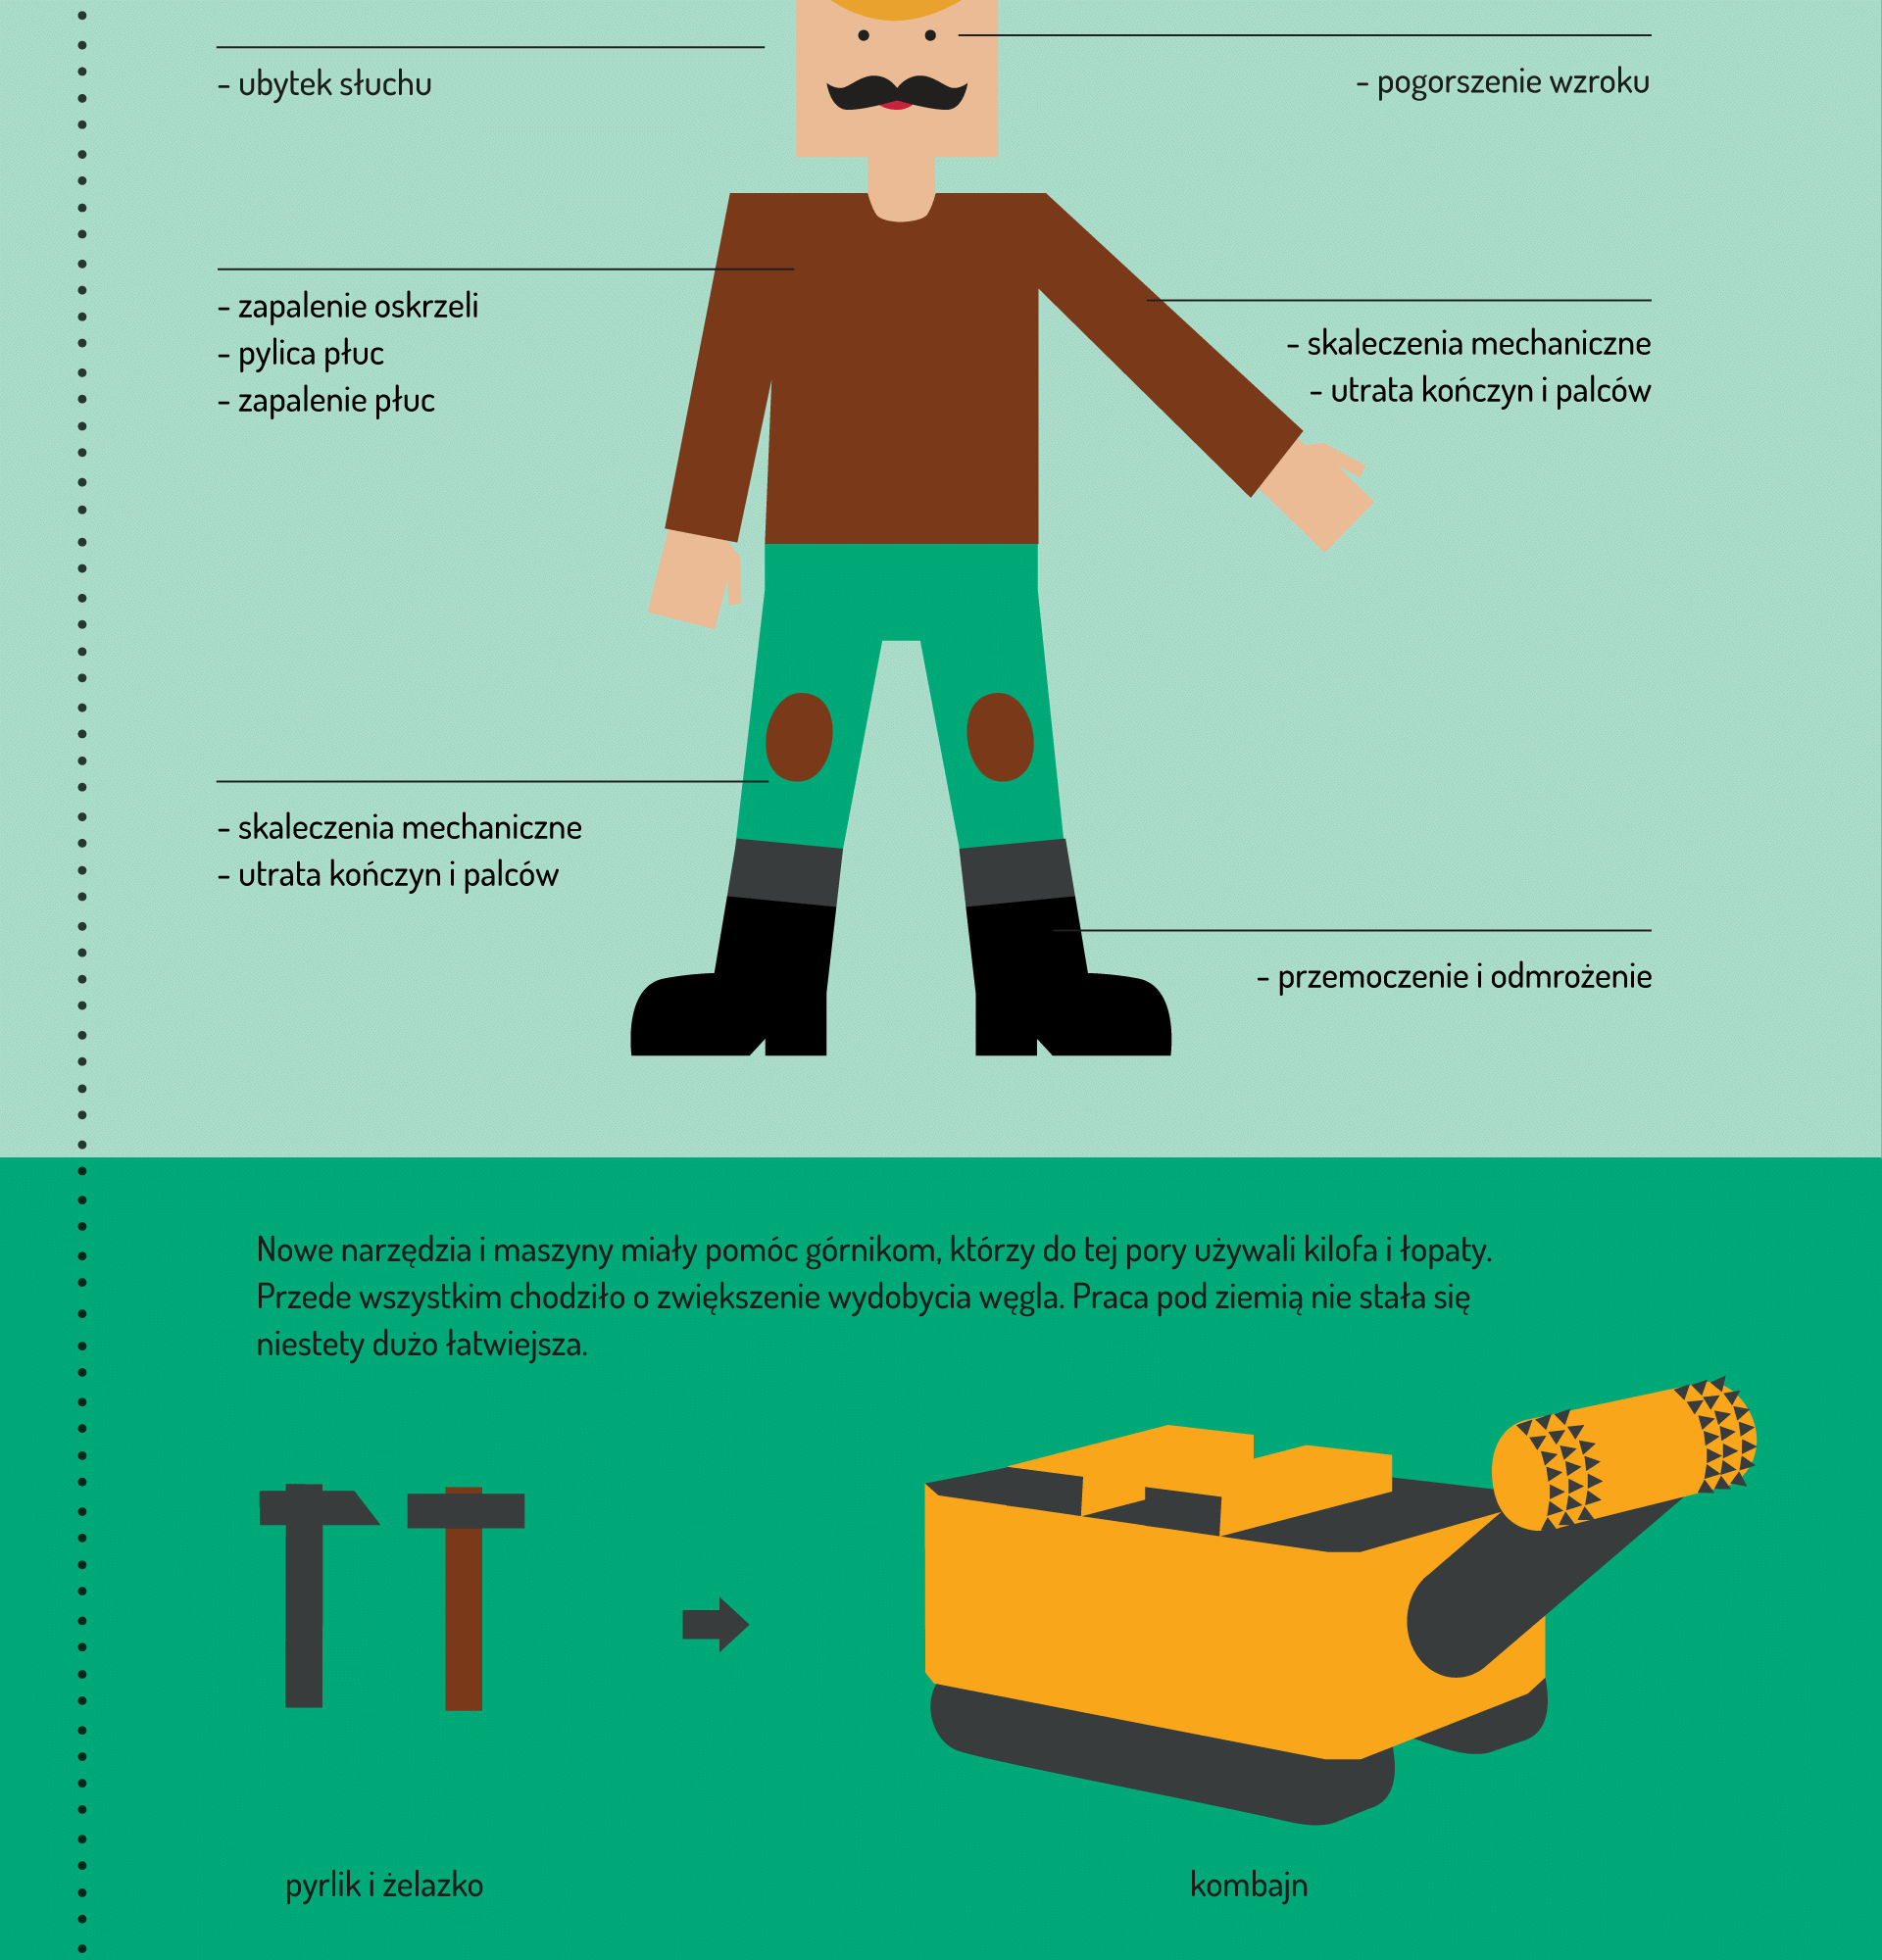 - ubytek słuchu
- pogorszenie wzroku
- zapalenie oskrzeli
- pylica płuc
- zapalenie płuc
- skaleczenia mechaniczne
- utrata kończyn i palców
- skaleczenia mechaniczne
- utrata kończyn i palców
- przemoczenie i odmrożenie
Nowe narzędzia i maszyny miały pomóc górnikom, którzy do tej pory używali kilofa i łopaty.
Przede wszystkim chodziło o zwiększenie wydobycia węgla. Praca pod ziemią nie stała się
niestety dużo łatwiejsza.
pyrlik i żelazko
kombajn